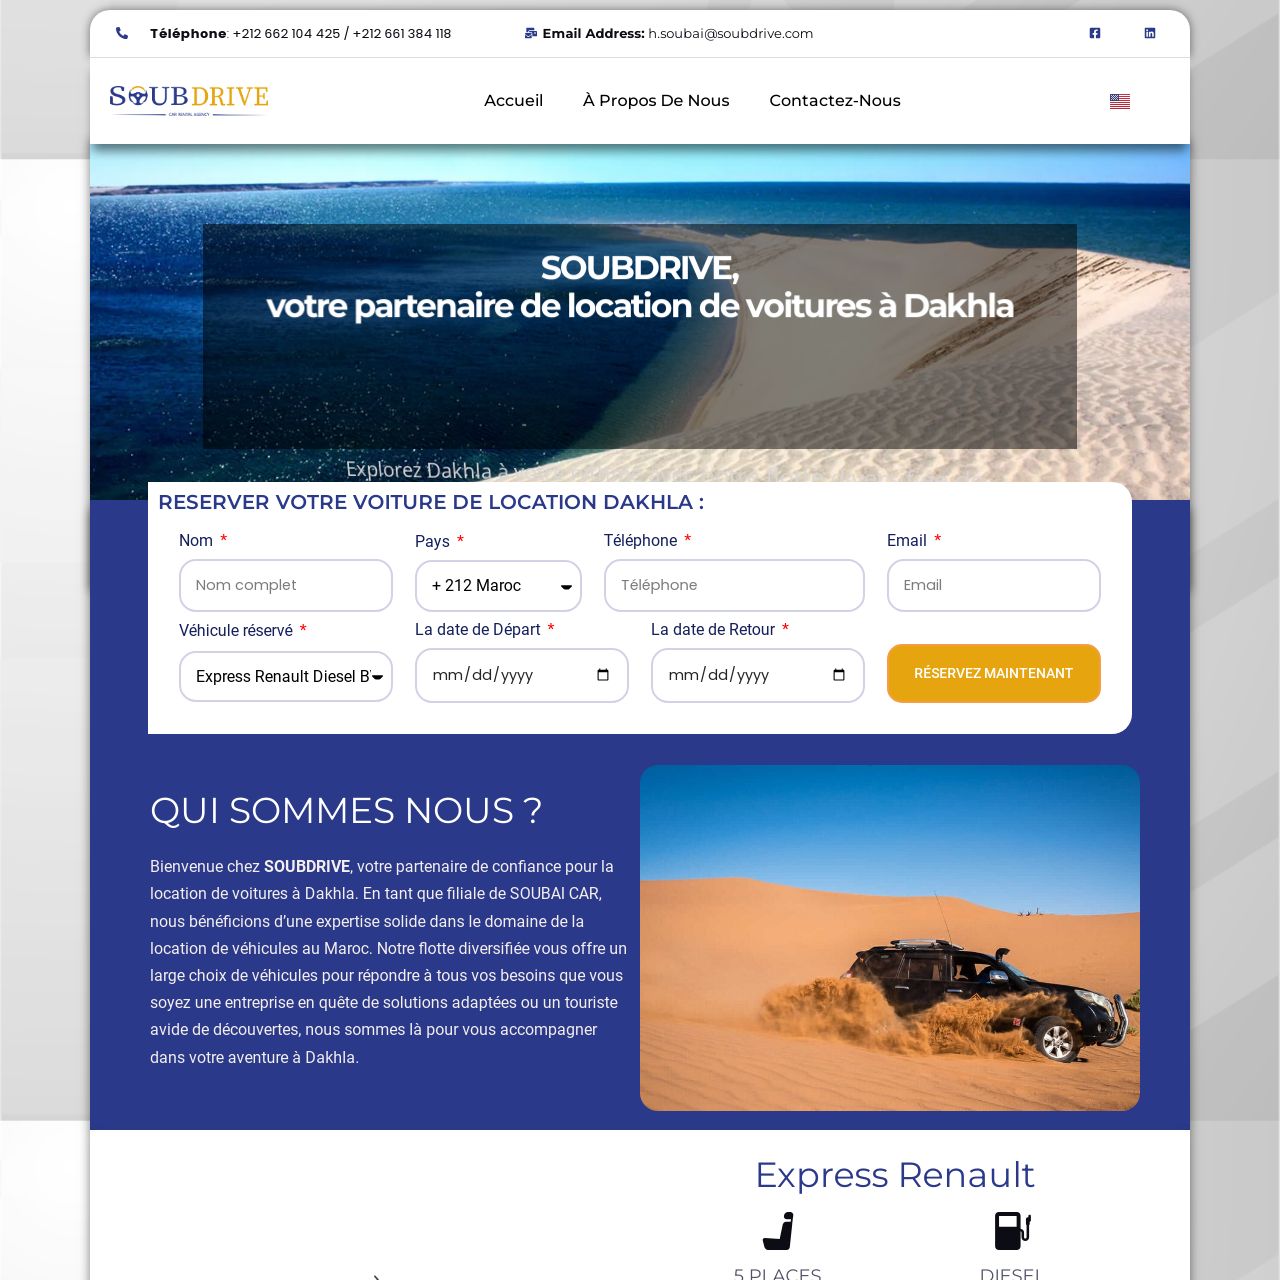 Téléphone: +212 662 104 425 / +212 661 384 118
Email Address: h.soubai@soubdrive.com
SOUBDRIVE
CAR RENTAL AGENCY
Accueil
À Propos De Nous
Contactez-Nous
SOUBDRIVE,
votre partenaire de location de voitures à Dakhla
Explorez Dakhla à
RESERVER VOTRE VOITURE DE LOCATION DAKHLA :
Nom *
Pays *
Téléphone *
Email *
Nom complet
+ 212 Maroc
Téléphone
Email
Véhicule réservé *
La date de Départ *
La date de Retour *
Express Renault Diesel
mm/dd/yyyy
mm/dd/yyyy
RÉSERVEZ MAINTENANT
QUI SOMMES NOUS ?
Bienvenue chez SOUBDRIVE, votre partenaire de confiance pour la
location de voitures à Dakhla. En tant que filiale de SOUBAI CAR,
nous bénéficions d’une expertise solide dans le domaine de la
location de véhicules au Maroc. Notre flotte diversifiée vous offre un
large choix de véhicules pour répondre à tous vos besoins que vous
soyez une entreprise en quête de solutions adaptées ou un touriste
avide de découvertes, nous sommes là pour vous accompagner
dans votre aventure à Dakhla.
Express Renault
5 PLACES
DIESEL